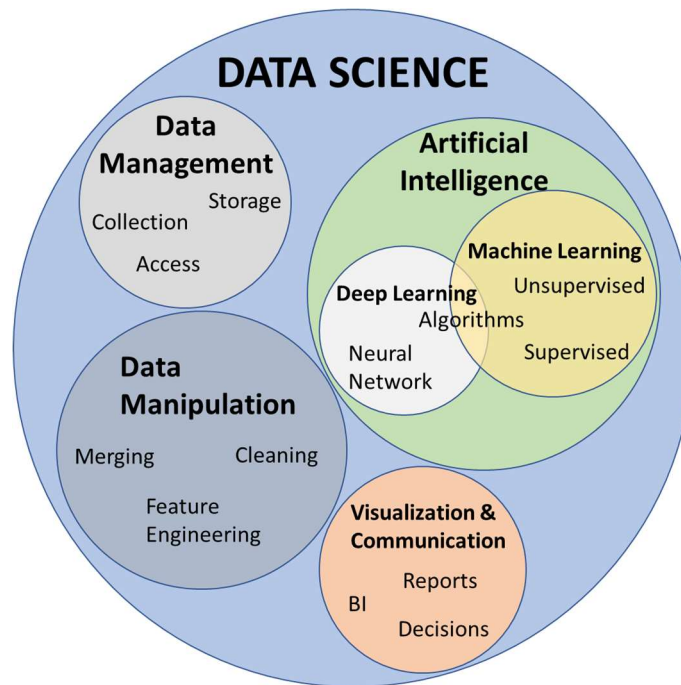 DATA SCIENCE
Data
Management
Storage
Collection
Access
Artificial
Intelligence
Machine Learning
Unsupervised
Supervised
Deep Learning
Algorithms
Neural
Network
Data
Manipulation
Merging
Cleaning
Feature
Engineering
Visualization &
Communication
Reports
BI
Decisions